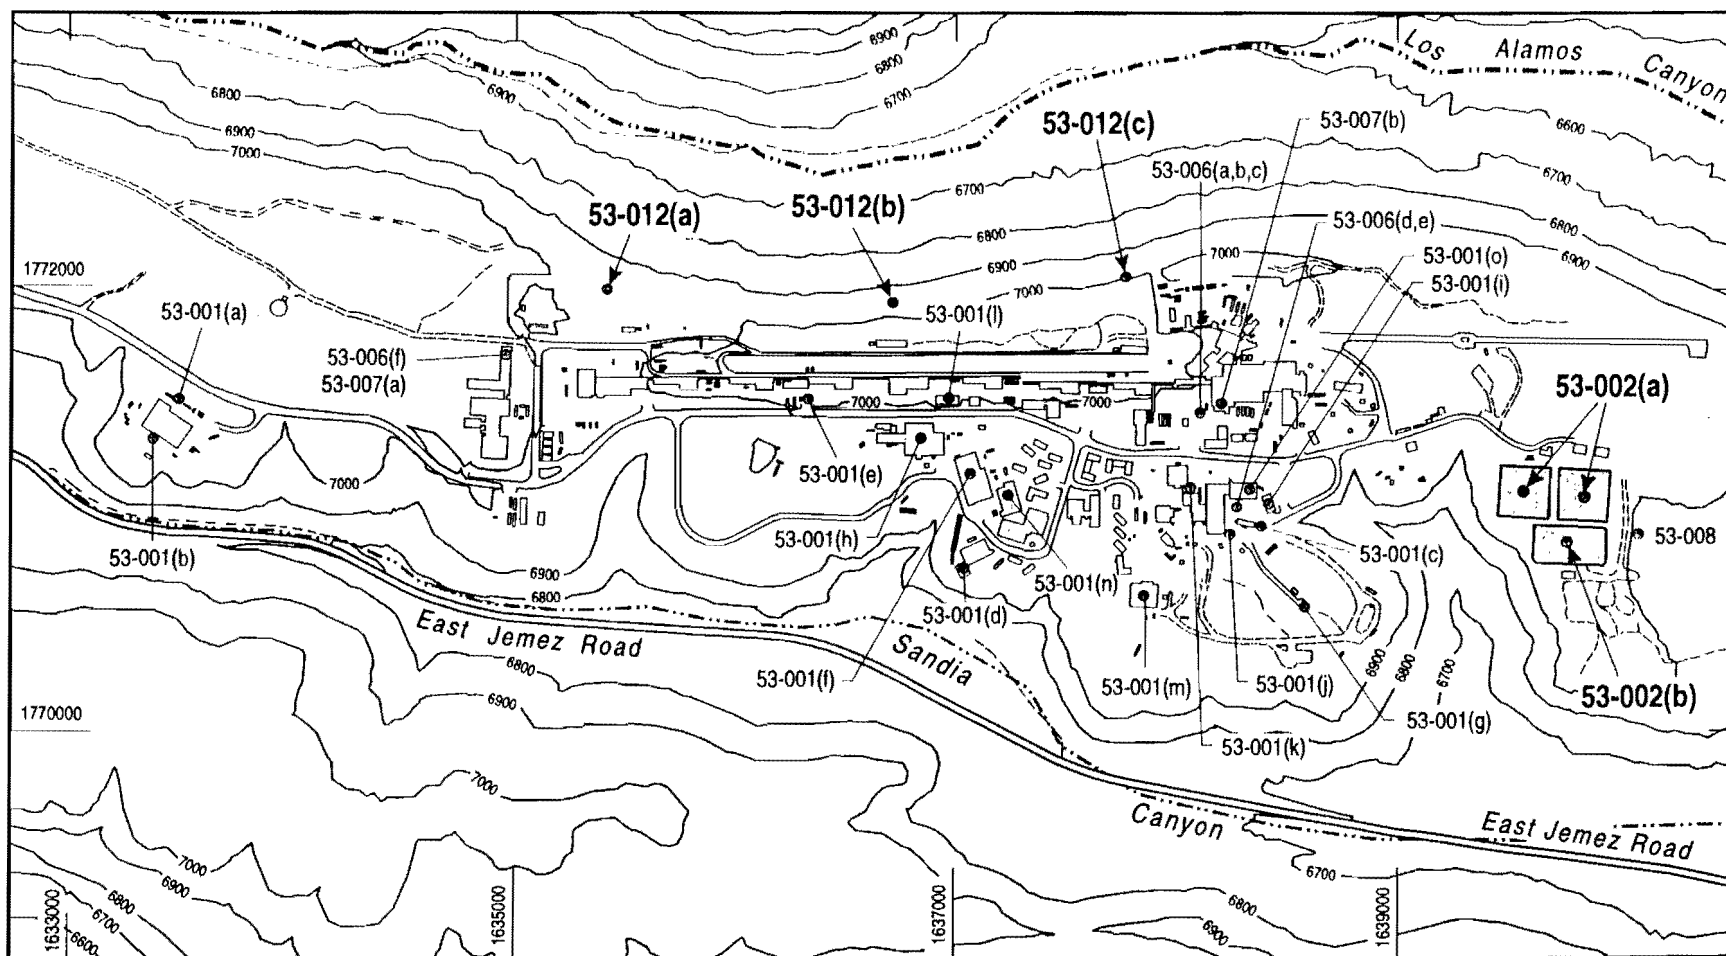 Los Alamos Canyon
6900
6800
6700
6900
6800
6900
7000
6600
6700
6700
6800
6800
6900
6900
7000
7000
53-012(c)
53-007(b)
53-006(a,b,c)
53-012(a)
53-012(b)
53-006(d,e)
53-001(o)
53-001(i)
1772000
53-001(a)
53-001(l)
53-006(f)
53-007(a)
53-002(a)
7000
7000
7000
53-001(e)
53-001(h)
53-008
53-001(b)
53-001(c)
6900
6800
53-001(n)
53-001(d)
East Jemez Road
Sandia
6800
6900
53-001(f)
53-001(m)
53-001(j)
6900
6800
6700
53-002(b)
1770000
53-001(g)
53-001(k)
7000
Canyon
East Jemez Road
7000
6900
6800
6700
6600
6700
6800
6900
1633000
1635000
1637000
1639000